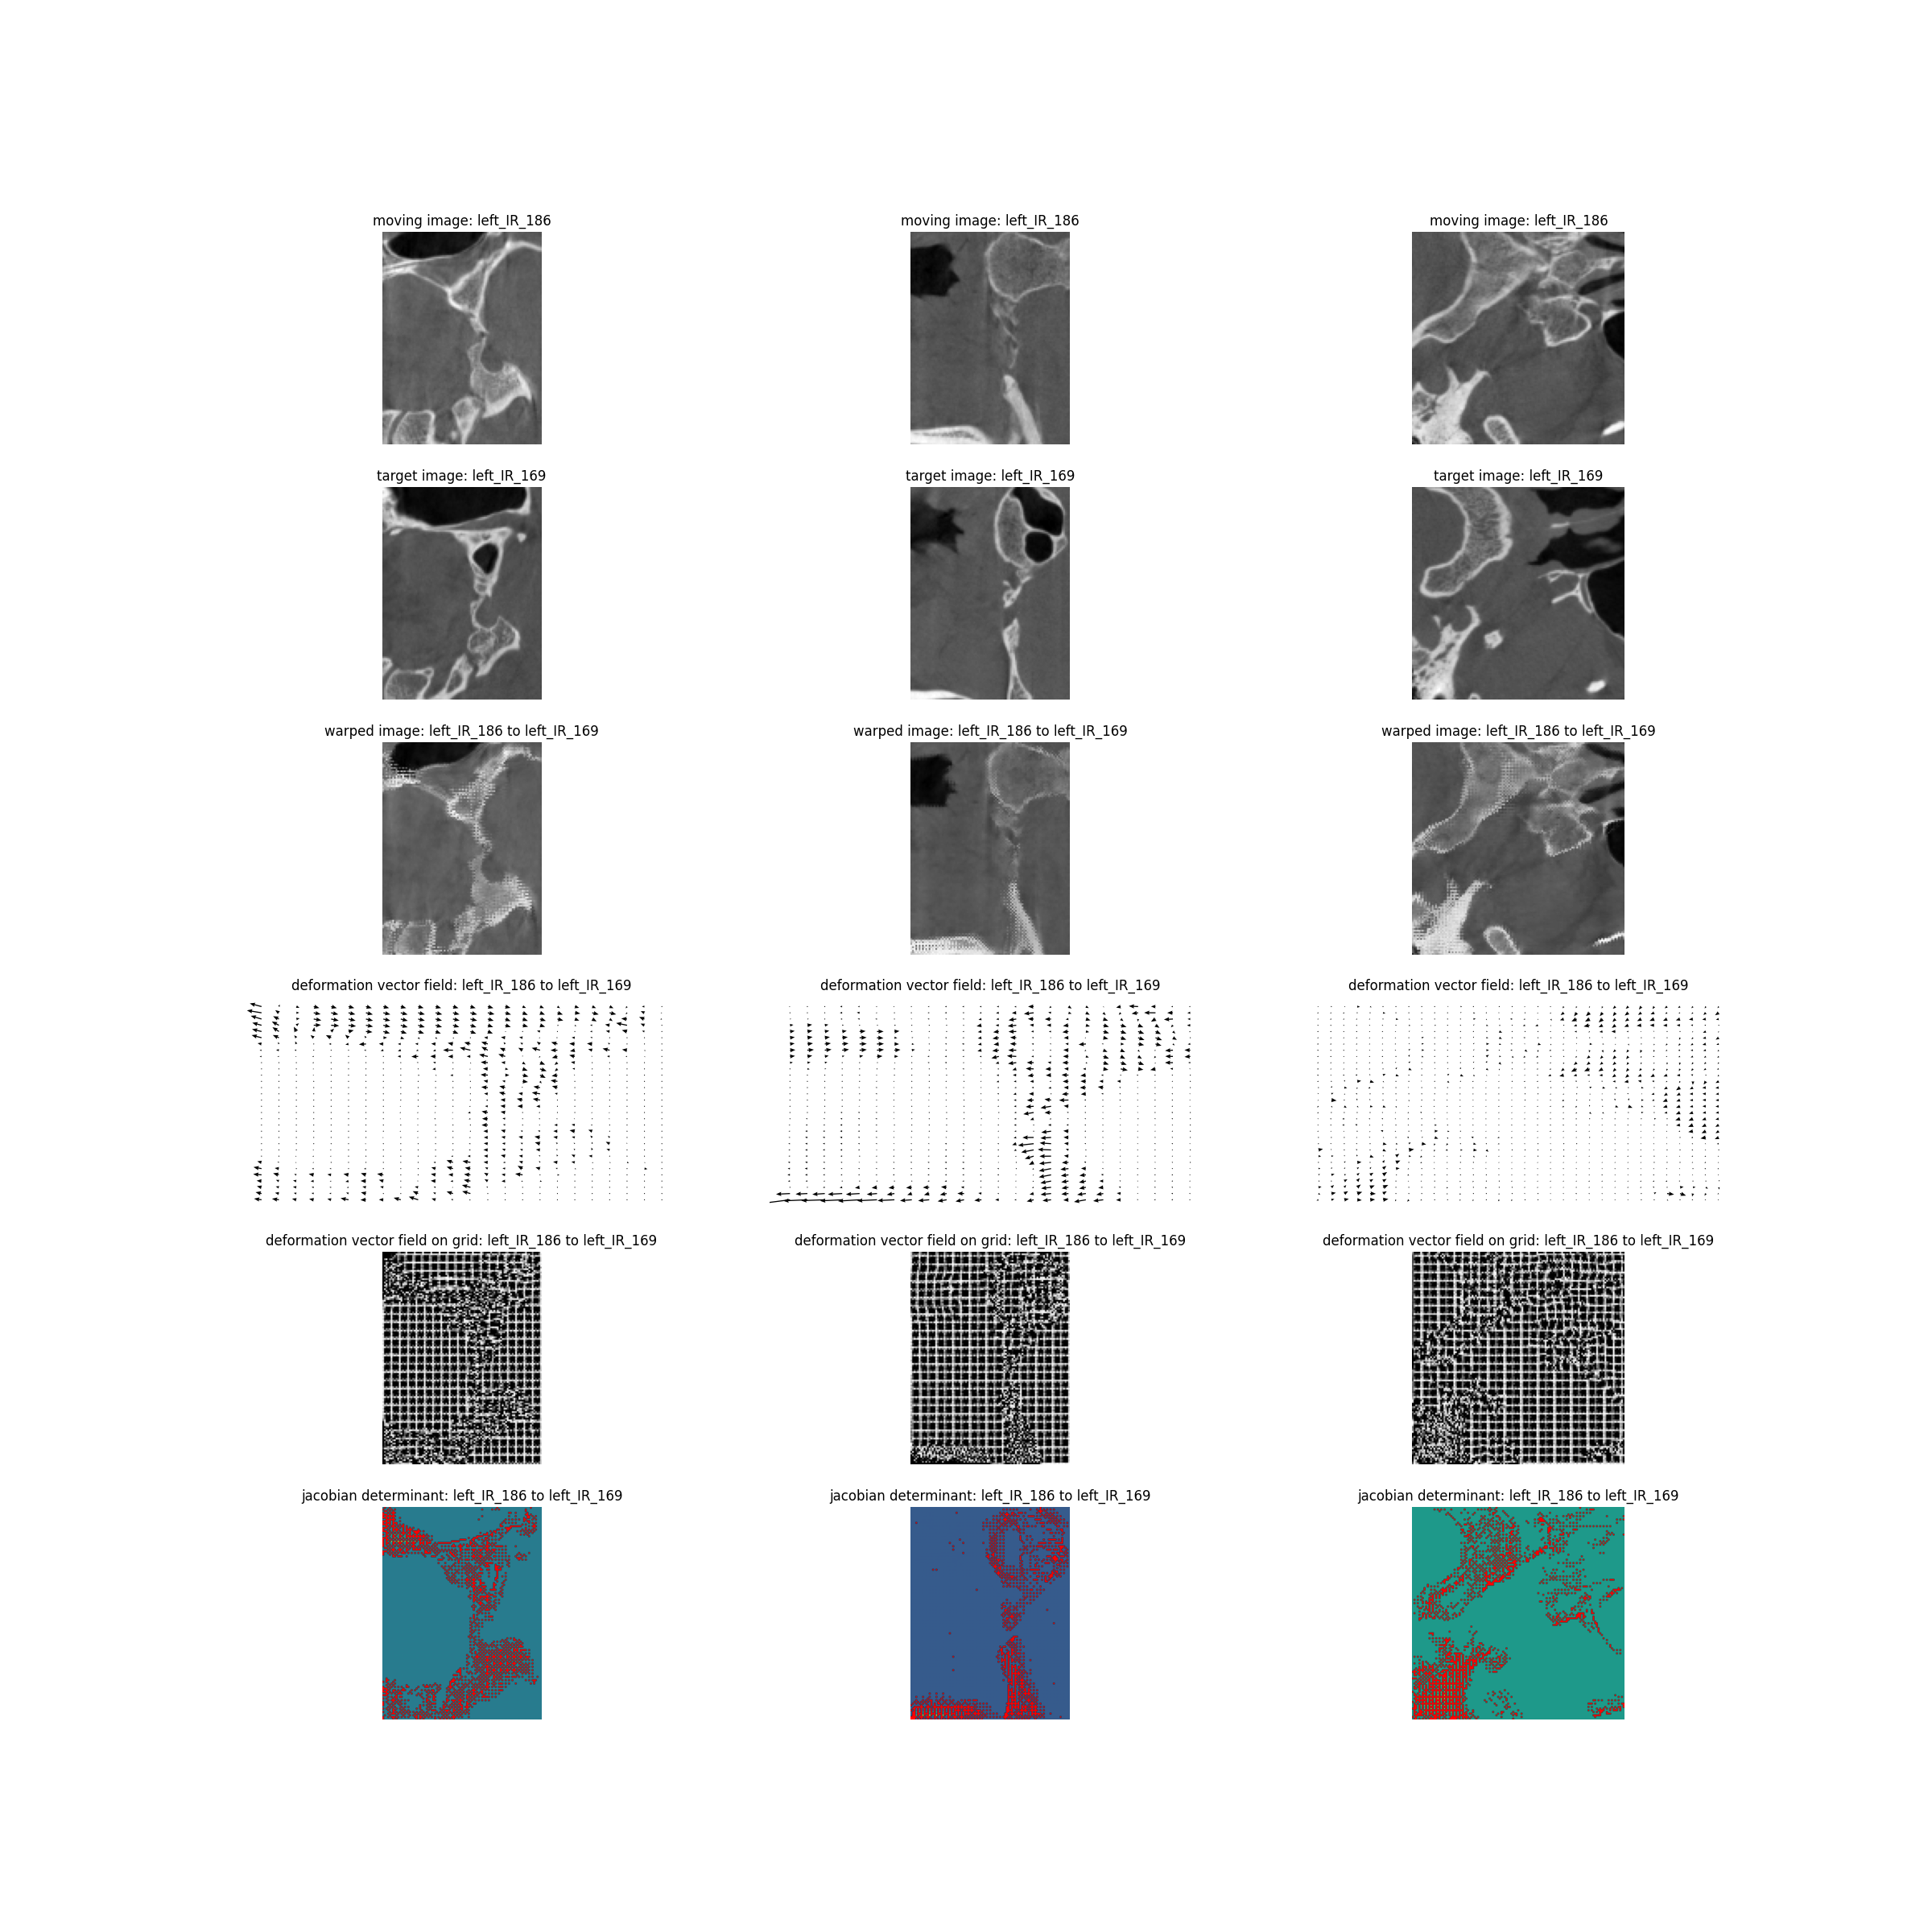 moving image: left_IR_186
moving image: left_IR_186
moving image: left_IR_186
target image: left_IR_169
target image: left_IR_169
target image: left_IR_169
warped image: left_IR_186 to left_IR_169
warped image: left_IR_186 to left_IR_169
warped image: left_IR_186 to left_IR_169
deformation vector field: left_IR_186 to left_IR_169
deformation vector field: left_IR_186 to left_IR_169
deformation vector field: left_IR_186 to left_IR_169
deformation vector field on grid: left_IR_186 to left_IR_169
deformation vector field on grid: left_IR_186 to left_IR_169
deformation vector field on grid: left_IR_186 to left_IR_169
jacobian determinant: left_IR_186 to left_IR_169
jacobian determinant: left_IR_186 to left_IR_169
jacobian determinant: left_IR_186 to left_IR_169